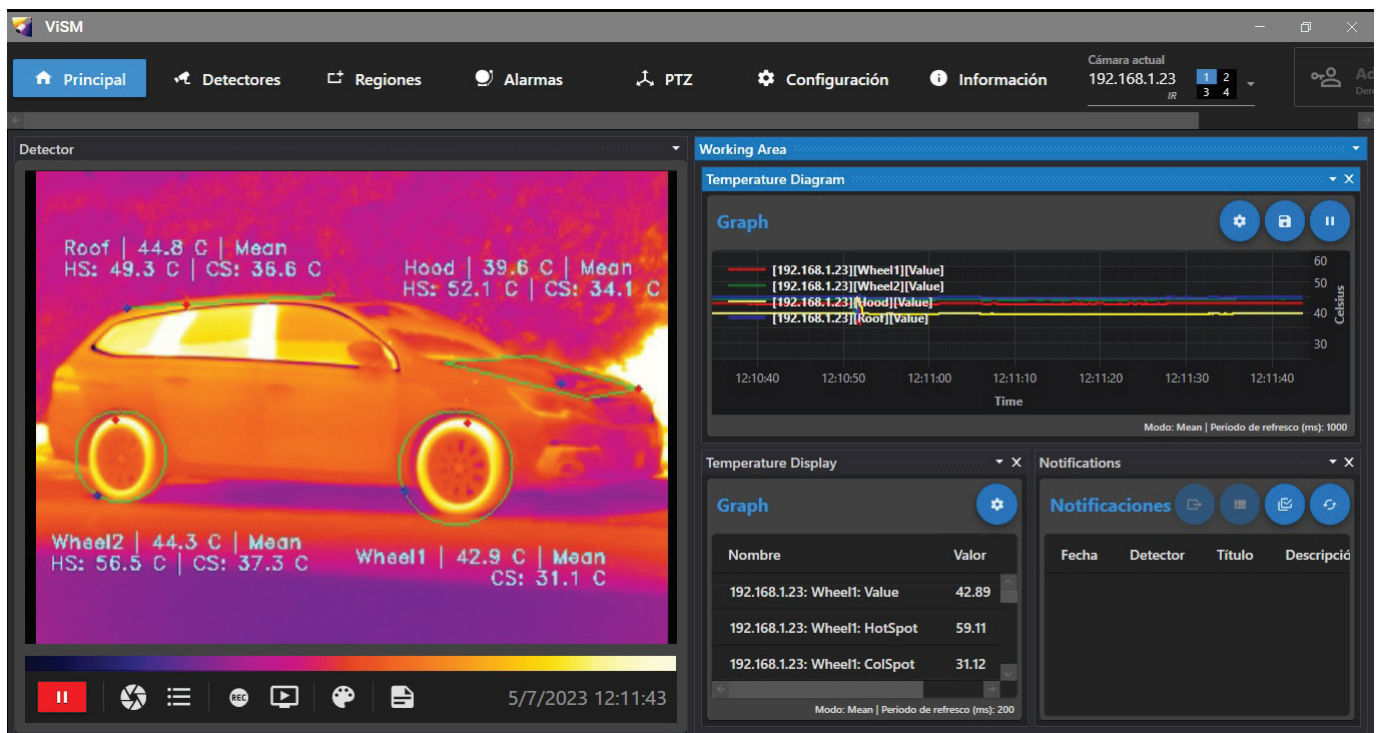 ViSM
Principal
Detectores
Regiones
Alarmas
PTZ
Configuración
Información
Cámara actual
192.168.1.23
IR
1 2
3 4
Detector
Roof | 44.8 C | Mean
HS: 49.3 C | CS: 36.6 C
Hood | 39.6 C | Mean
HS: 52.1 C | CS: 34.1 C
Wheel2 | 44.3 C | Mean
HS: 56.5 C | CS: 37.3 C
Wheel1 | 42.9 C | Mean
CS: 31.1 C
REC
5/7/2023 12:11:43
Working Area
Temperature Diagram
Graph
[192.168.1.23][Wheel1][Value]
[192.168.1.23][Wheel2][Value]
[192.168.1.23][Hood][Value]
[192.168.1.23][Roof][Value]
60
50
40
30
Celsius
12:10:40 12:10:50 12:11:00 12:11:10 12:11:20 12:11:30 12:11:40
Time
Modo: Mean | Periodo de refresco (ms): 1000
Temperature Display
Graph
Nombre Valor
192.168.1.23: Wheel1: Value 42.89
192.168.1.23: Wheel1: HotSpot 59.11
192.168.1.23: Wheel1: ColSpot 31.12
Modo: Mean | Periodo de refresco (ms): 200
Notifications
Notificaciones
Fecha Detector Título Descripció